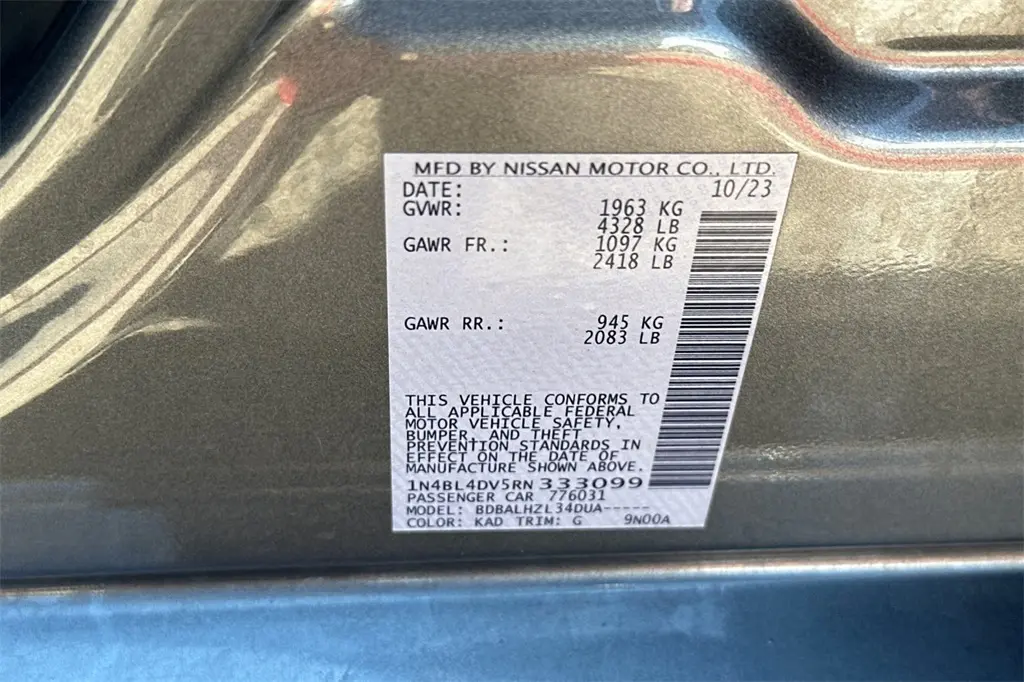 MFD BY NISSAN MOTOR CO., LTD.
DATE: 10/23
GVWR: 1963 KG
4328 LB
GAWR FR.: 1097 KG
2418 LB
GAWR RR.: 945 KG
2083 LB
THIS VEHICLE CONFORMS TO
ALL APPLICABLE FEDERAL
MOTOR VEHICLE SAFETY,
BUMPER, AND THEFT
PREVENTION STANDARDS IN
EFFECT ON THE DATE OF
MANUFACTURE SHOWN ABOVE.
1N4BL4DV5RN333099
PASSENGER CAR 776031
MODEL: BDBALHZL34DUA-----
COLOR: KAD TRIM: G 9N00A